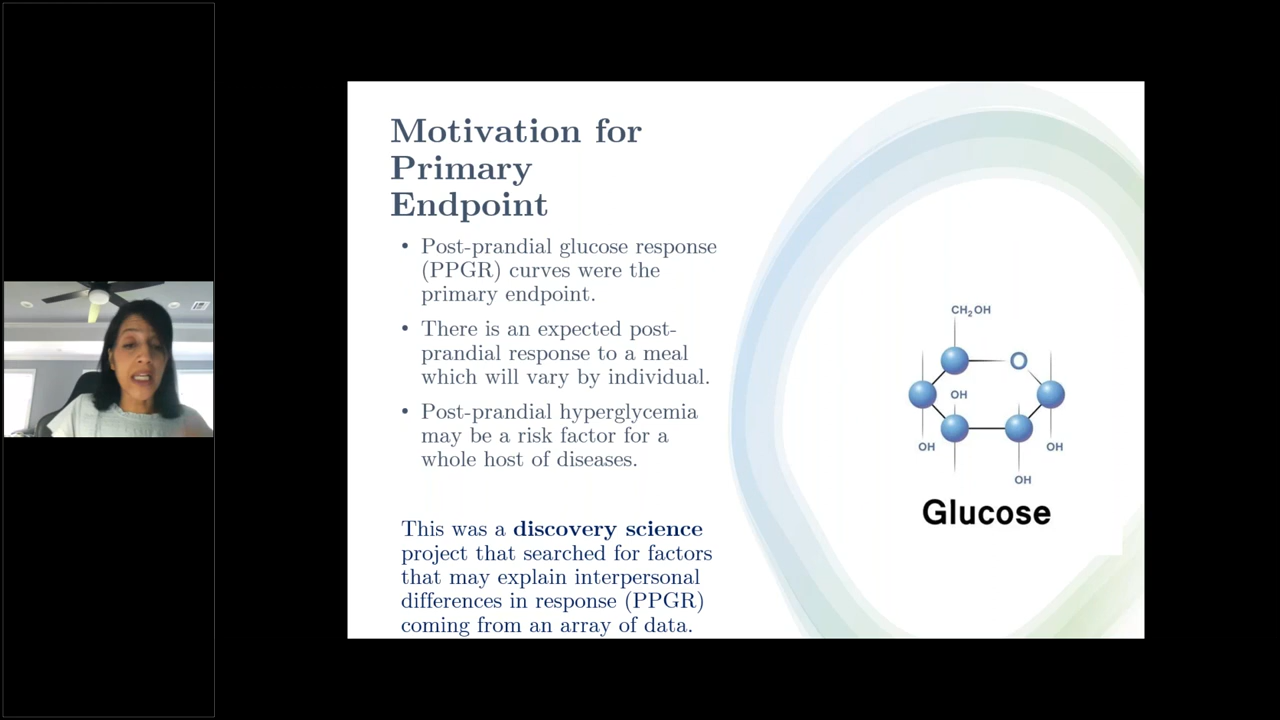 Motivation for
Primary
Endpoint
• Post-prandial glucose response
(PPGR) curves were the
primary endpoint.
• There is an expected post-
prandial response to a meal
which will vary by individual.
• Post-prandial hyperglycemia
may be a risk factor for a
whole host of diseases.
This was a discovery science
project that searched for factors
that may explain interpersonal
differences in response (PPGR)
coming from an array of data.
CH₂OH
O
OH
OH
OH
OH
Glucose